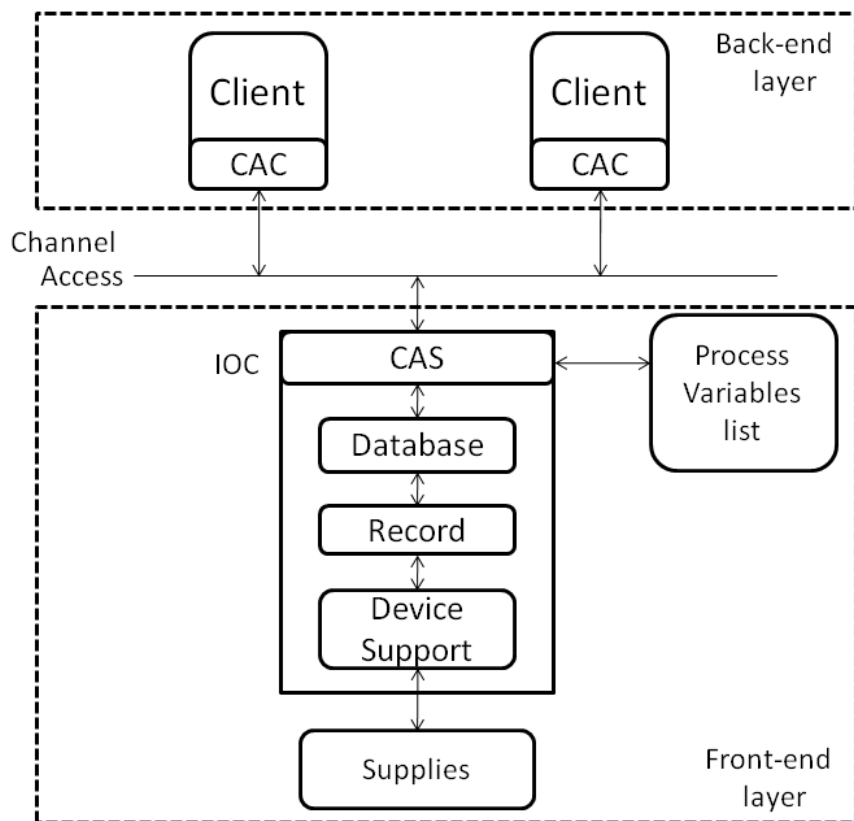 Back-end
layer
Client
Client
CAC
CAC
Channel
Access
IOC
CAS
Process
Variables
list
Database
Record
Device
Support
Supplies
Front-end
layer